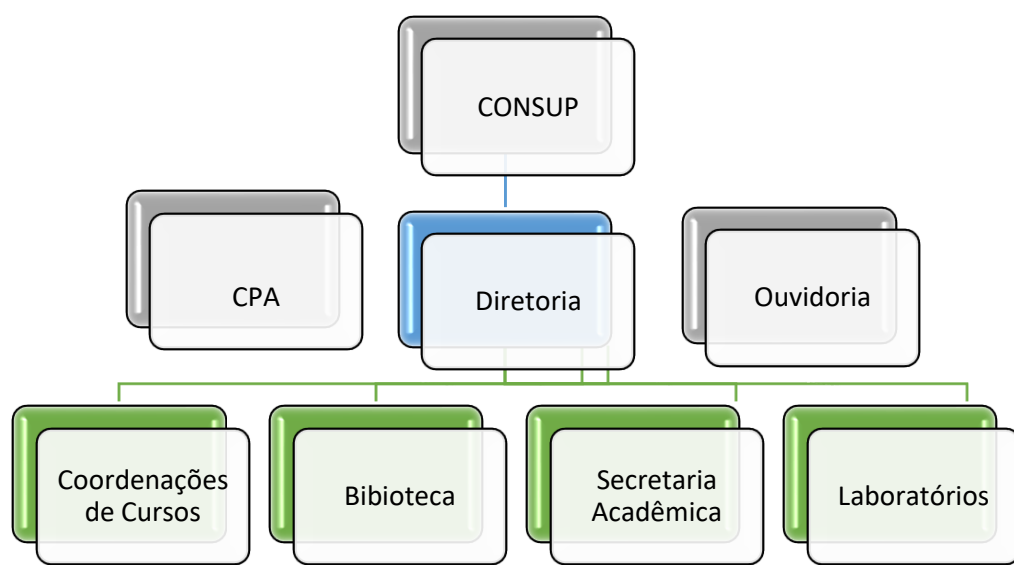 CONSUP
CPA
Diretoria
Ouvidoria
Coordenações
de Cursos
Bibioteca
Secretaria
Acadêmica
Laboratórios